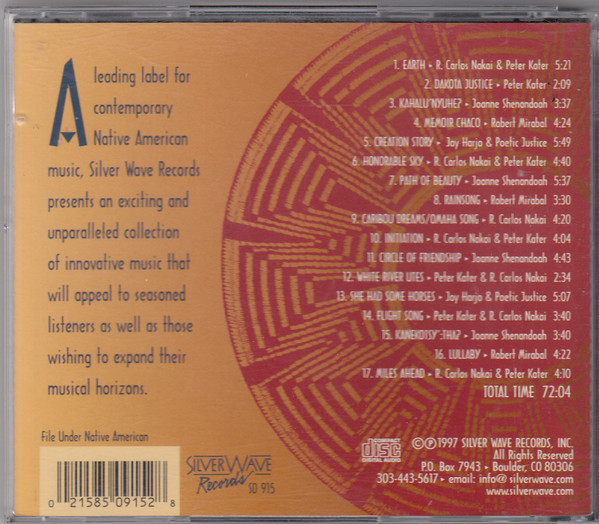 A leading label for
contemporary
Native American
music, Silver Wave Records
presents an exciting and
unparalleled collection
of innovative music that
will appeal to seasoned
listeners as well as those
wishing to expand their
musical horizons.
File Under Native American
0 21585 09152 8
SILVER WAVE
Records
SD 915
1. EARTH • R. Carlos Nakai & Peter Kater 5:21
2. DAKOTA JUSTICE • Peter Kater 2:09
3. KAHALU'NYUHE? • Joanne Shenandoah 3:37
4. MEMOIR CHACO • Robert Mirabal 4:24
5. CREATION STORY • Joy Harjo & Poetic Justice 5:49
6. HONORABLE SKY • R. Carlos Nakai & Peter Kater 4:40
7. PATH OF BEAUTY • Joanne Shenandoah 5:37
8. RAINSONG • Robert Mirabal 3:30
9. CARIBOU DREAMS/OMAHA SONG • R. Carlos Nakai 4:20
10. INITIATION • R. Carlos Nakai & Peter Kater 4:04
11. CIRCLE OF FRIENDSHIP • Joanne Shenandoah 4:43
12. WHITE RIVER UTES • Peter Kater & R. Carlos Nakai 2:34
13. SHE HAD SOME HORSES • Joy Harjo & Poetic Justice 5:07
14. FLIGHT SONG • Peter Kater & R. Carlos Nakai 3:40
15. KANEKOTSY':THA? • Joanne Shenandoah 3:40
16. LULLABY • Robert Mirabal 4:22
17. MILES AHEAD • R. Carlos Nakai & Peter Kater 4:10
TOTAL TIME 72:04
COMPACT
disc
DIGITAL AUDIO
©℗1997 SILVER WAVE RECORDS, INC.
All Rights Reserved
P.O. Box 7943 • Boulder, CO 80306
303-443-5617 • email: info@silverwave.com
www.silverwave.com